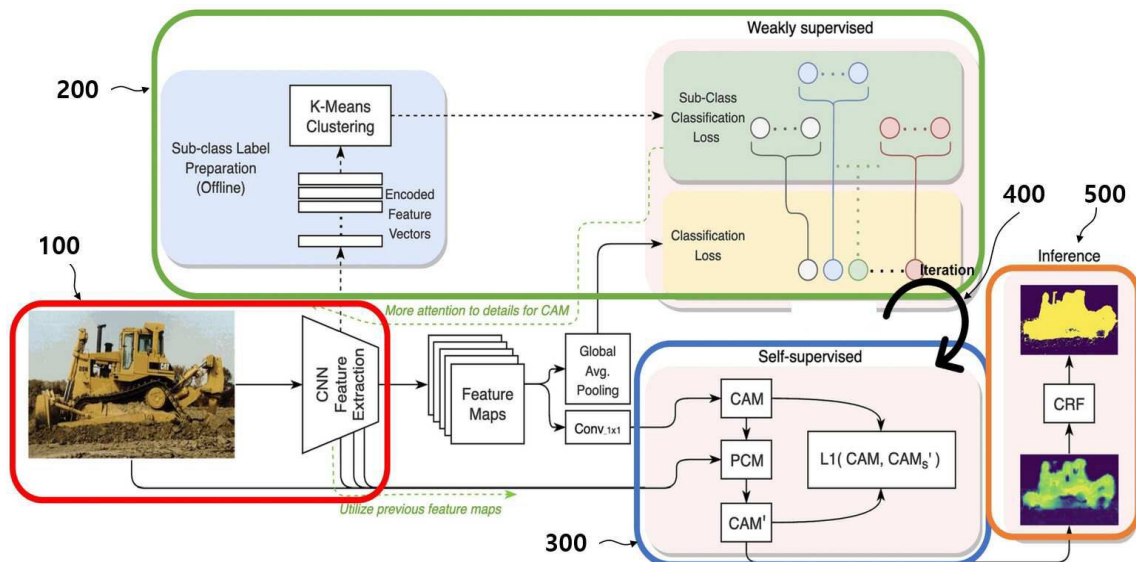 200
Weakly supervised
Sub-class Label
Preparation
(Offline)
K-Means
Clustering
Encoded
Feature
Vectors
Sub-Class
Classification
Loss
Classification
Loss
Iteration
400
500
Inference
100
More attention to details for CAM
CNN
Feature
Extraction
Feature
Maps
Global
Avg.
Pooling
Conv_1x1
Utilize previous feature maps
Self-supervised
CAM
PCM
CAM'
L1( CAM, CAMs' )
300
CRF
CAT